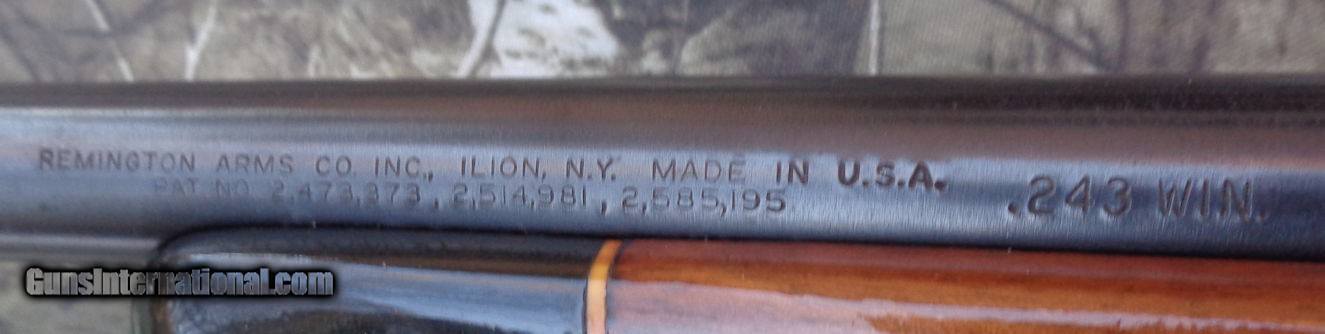 REMINGTON ARMS CO. INC., ILION, N.Y. MADE IN U.S.A.
PAT. NO. 2,473,373, 2,514,981, 2,585,195
.243 WIN.
GunsInternational.com